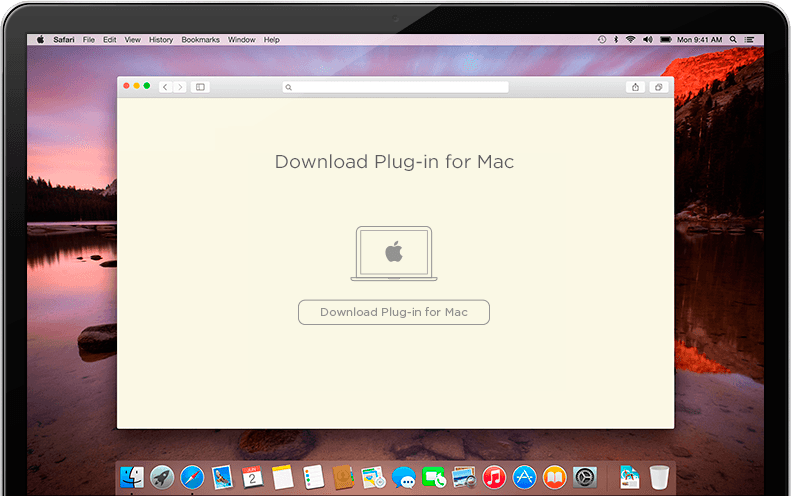 Safari File Edit View History Bookmarks Window Help Mon 9:41 AM
Download Plug-in for Mac
Download Plug-in for Mac
2